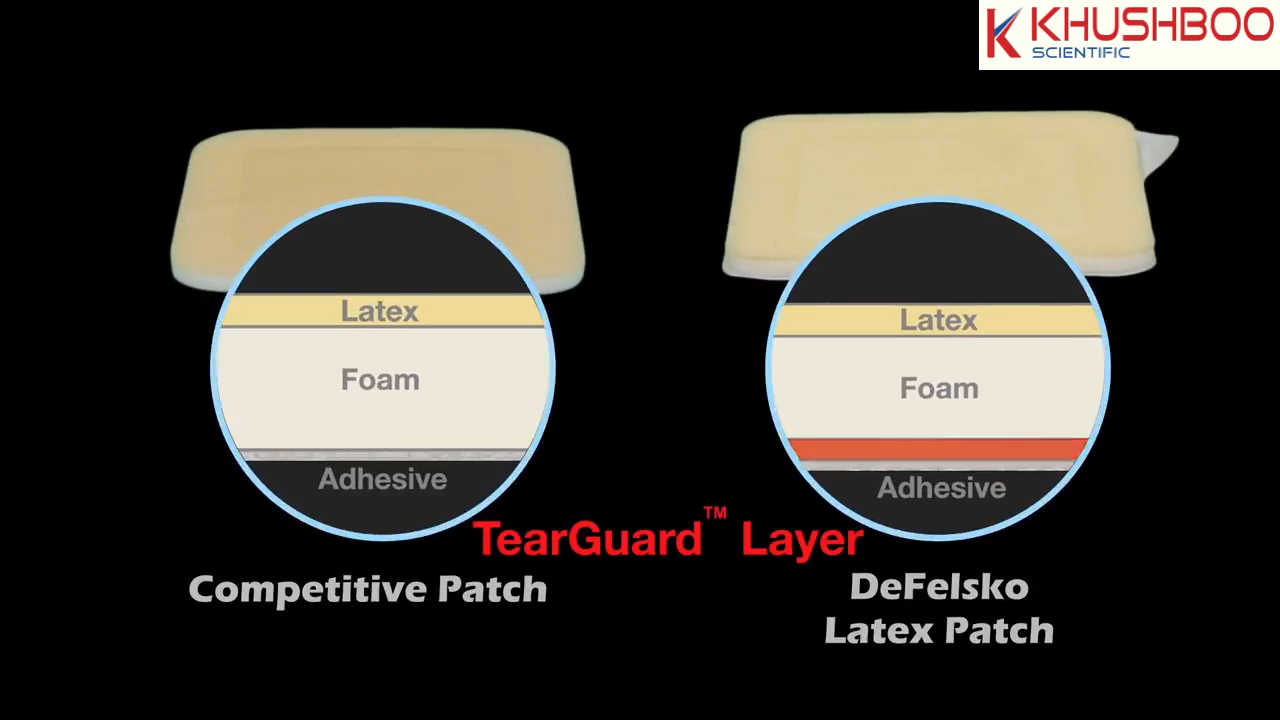 KHUSHBOO
SCIENTIFIC
Latex
Foam
Adhesive
Latex
Foam
Adhesive
TearGuard™ Layer
Competitive Patch
DeFelsko
Latex Patch